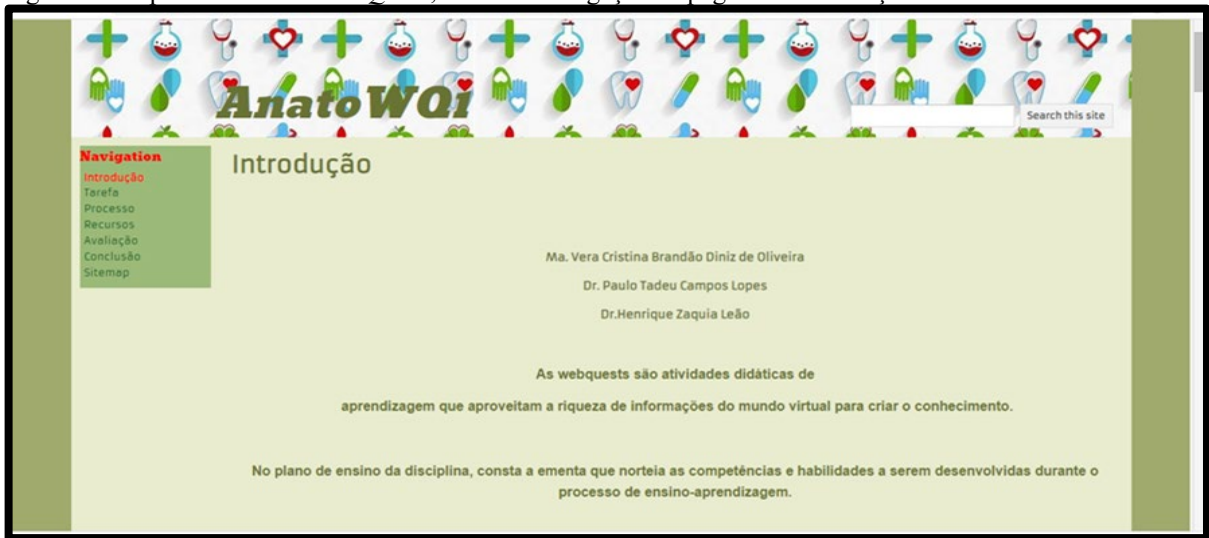 AnatoWQi
Search this site
Navigation
Introdução
Tarefa
Processo
Recursos
Avaliação
Conclusão
Sitemap
Introdução
Ma. Vera Cristina Brandão Diniz de Oliveira
Dr. Paulo Tadeu Campos Lopes
Dr.Henrique Zaquia Leão
As webquests são atividades didáticas de
aprendizagem que aproveitam a riqueza de informações do mundo virtual para criar o conhecimento.
No plano de ensino da disciplina, consta a ementa que norteia as competências e habilidades a serem desenvolvidas durante o
processo de ensino-aprendizagem.